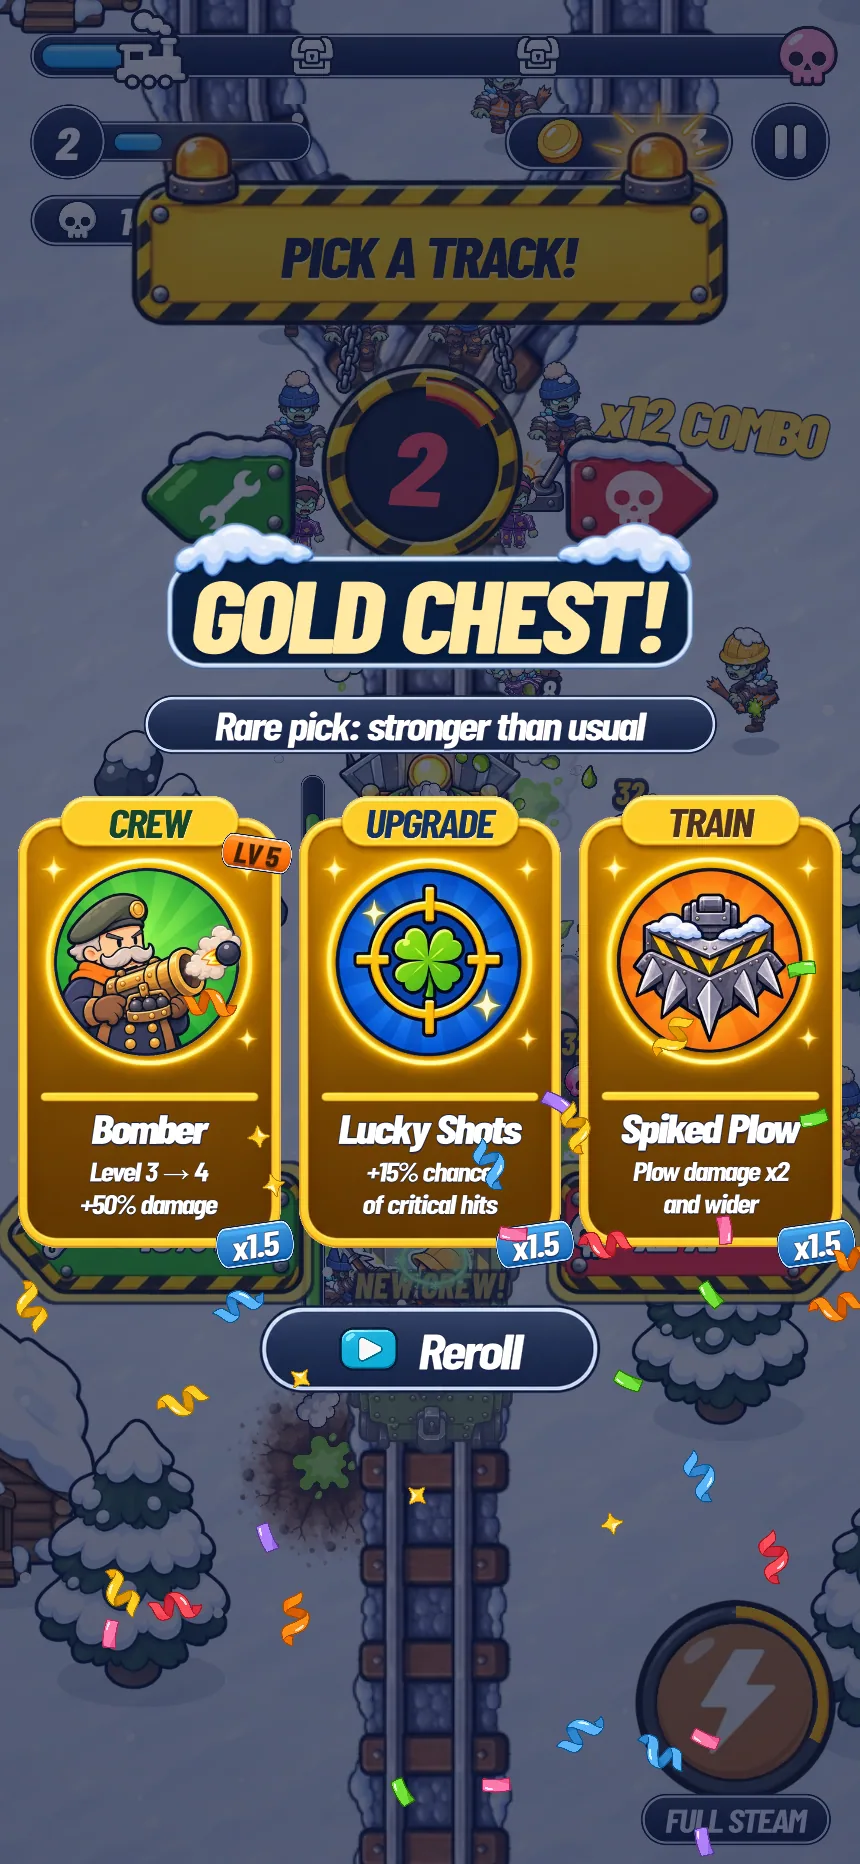 2
PICK A TRACK!
2
x12 COMBO
GOLD CHEST!
Rare pick: stronger than usual
CREW
LV 5
Bomber
Level 3 → 4
+50% damage
x1.5
UPGRADE
Lucky Shots
+15% chance
of critical hits
x1.5
TRAIN
Spiked Plow
Plow damage x2
and wider
x1.5
NEW CREW!
Reroll
FULL STEAM